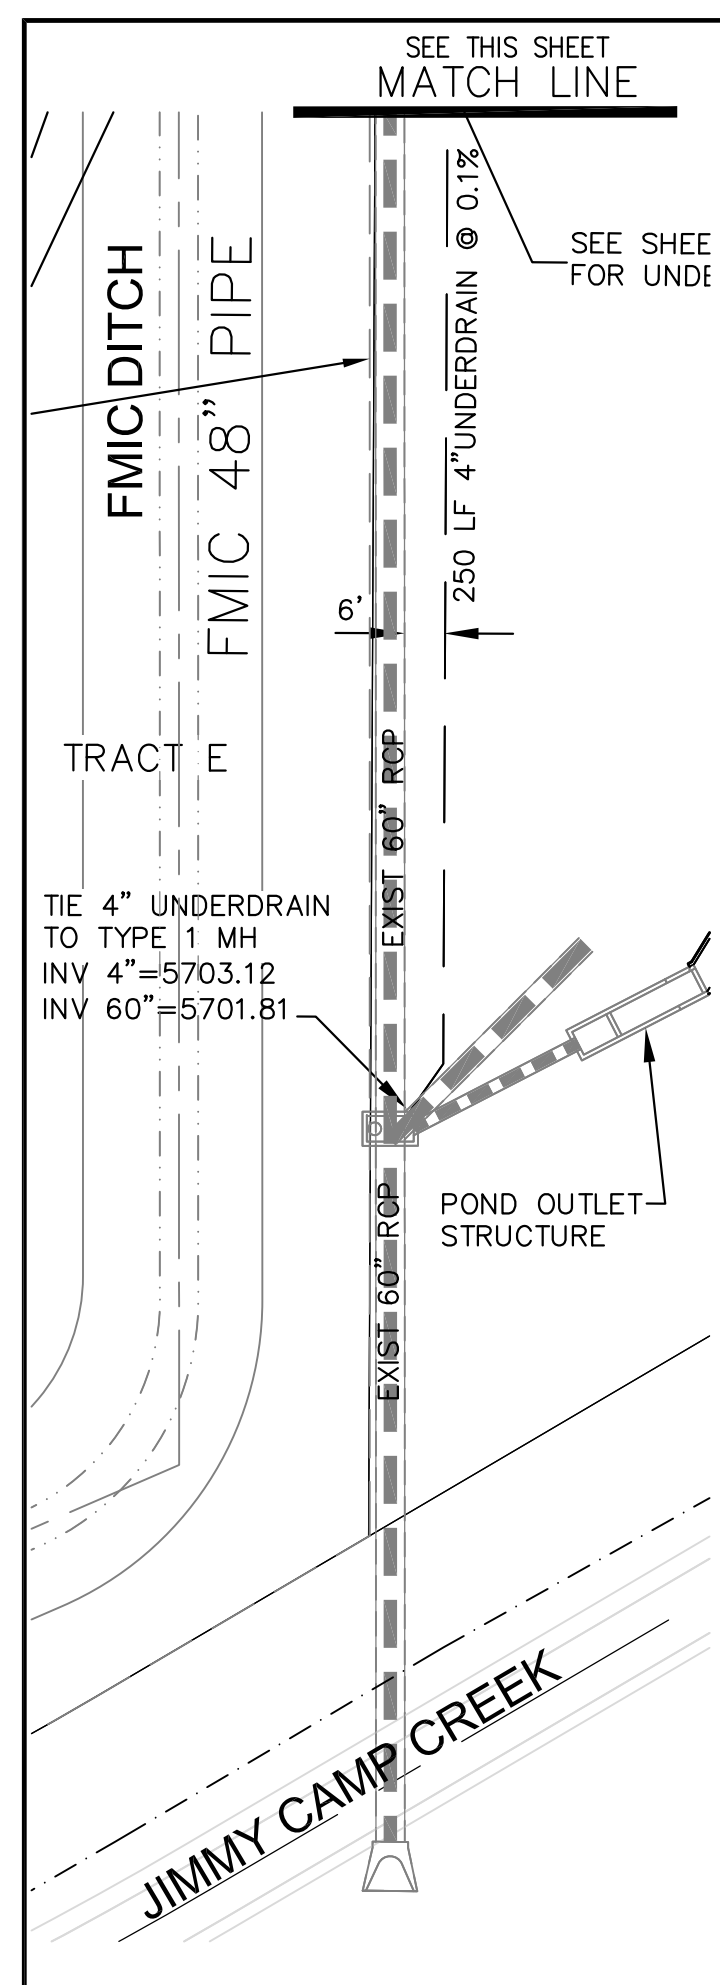 SEE THIS SHEET
MATCH LINE
250 LF 4"UNDERDRAIN @ 0.1%
SEE SHEE
FOR UNDE
FMIC DITCH
FMIC 48" PIPE
6'
TRACT E
EXIST 60" RCP
TIE 4" UNDERDRAIN
TO TYPE 1 MH
INV 4"=5703.12
INV 60"=5701.81
POND OUTLET
STRUCTURE
EXIST 60" RCP
JIMMY CAMP CREEK